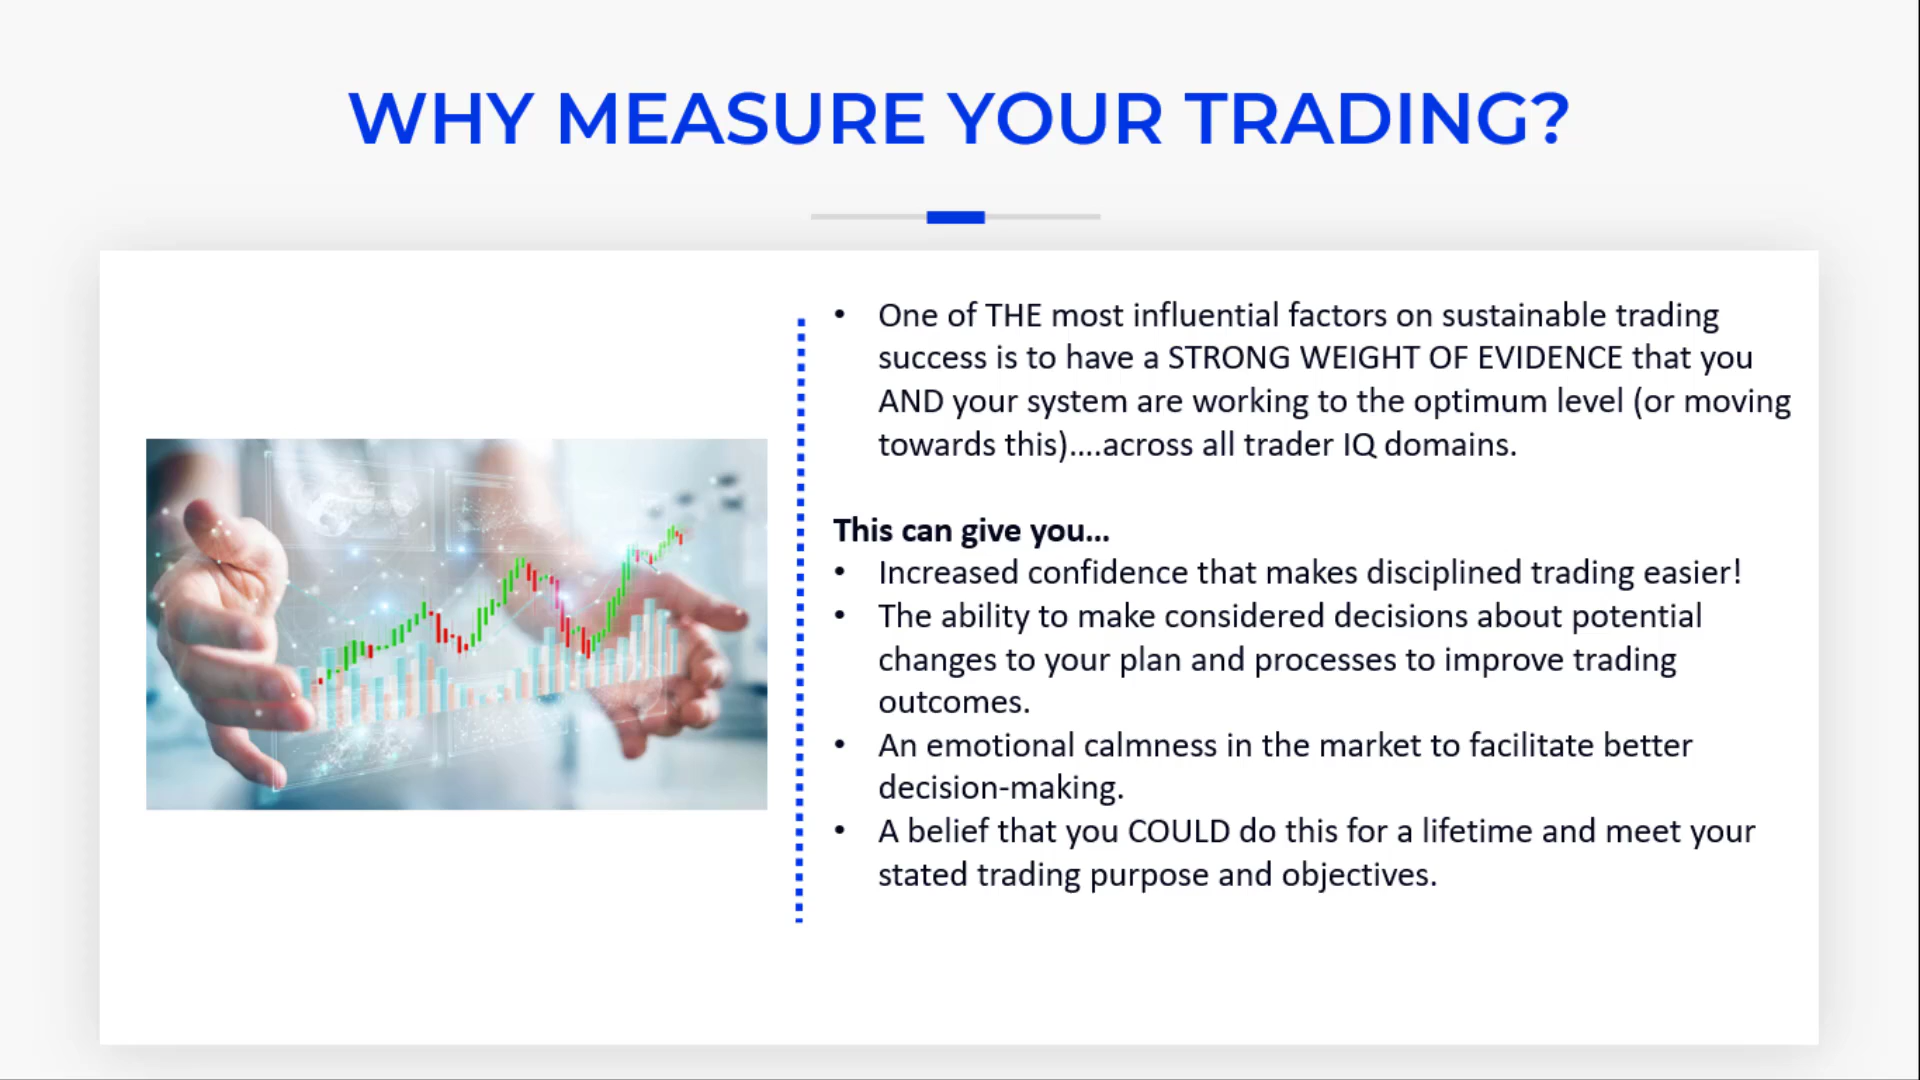 WHY MEASURE YOUR TRADING?
• One of THE most influential factors on sustainable trading
success is to have a STRONG WEIGHT OF EVIDENCE that you
AND your system are working to the optimum level (or moving
towards this)....across all trader IQ domains.
This can give you...
• Increased confidence that makes disciplined trading easier!
• The ability to make considered decisions about potential
changes to your plan and processes to improve trading
outcomes.
• An emotional calmness in the market to facilitate better
decision-making.
• A belief that you COULD do this for a lifetime and meet your
stated trading purpose and objectives.